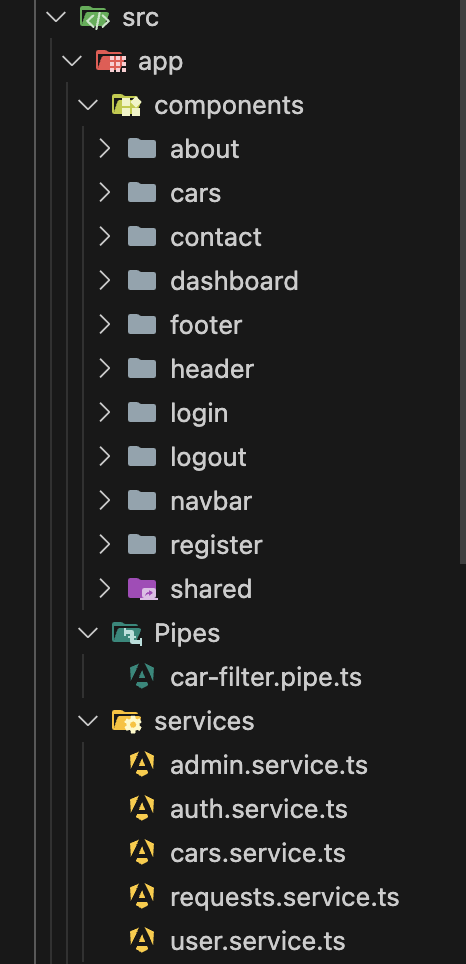 src
app
components
about
cars
contact
dashboard
footer
header
login
logout
navbar
register
shared
Pipes
car-filter.pipe.ts
services
admin.service.ts
auth.service.ts
cars.service.ts
requests.service.ts
user.service.ts